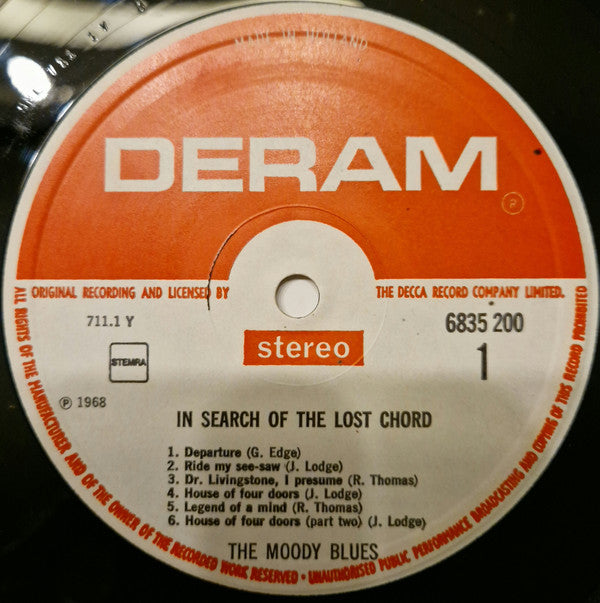 MADE IN HOLLAND
DERAM
R
ORIGINAL RECORDING AND LICENSED BY THE DECCA RECORD COMPANY LIMITED.
711.1 Y
6835 200
STEMRA
stereo
1
℗ 1968
IN SEARCH OF THE LOST CHORD
1. Departure (G. Edge)
2. Ride my see-saw (J. Lodge)
3. Dr. Livingstone, I presume (R. Thomas)
4. House of four doors (J. Lodge)
5. Legend of a mind (R. Thomas)
6. House of four doors (part two) (J. Lodge)
THE MOODY BLUES
ALL RIGHTS OF THE MANUFACTURER AND OF THE OWNER OF THE RECORDED WORK RESERVED • UNAUTHORISED PUBLIC PERFORMANCE BROADCASTING AND COPYING OF THIS RECORD PROHIBITED